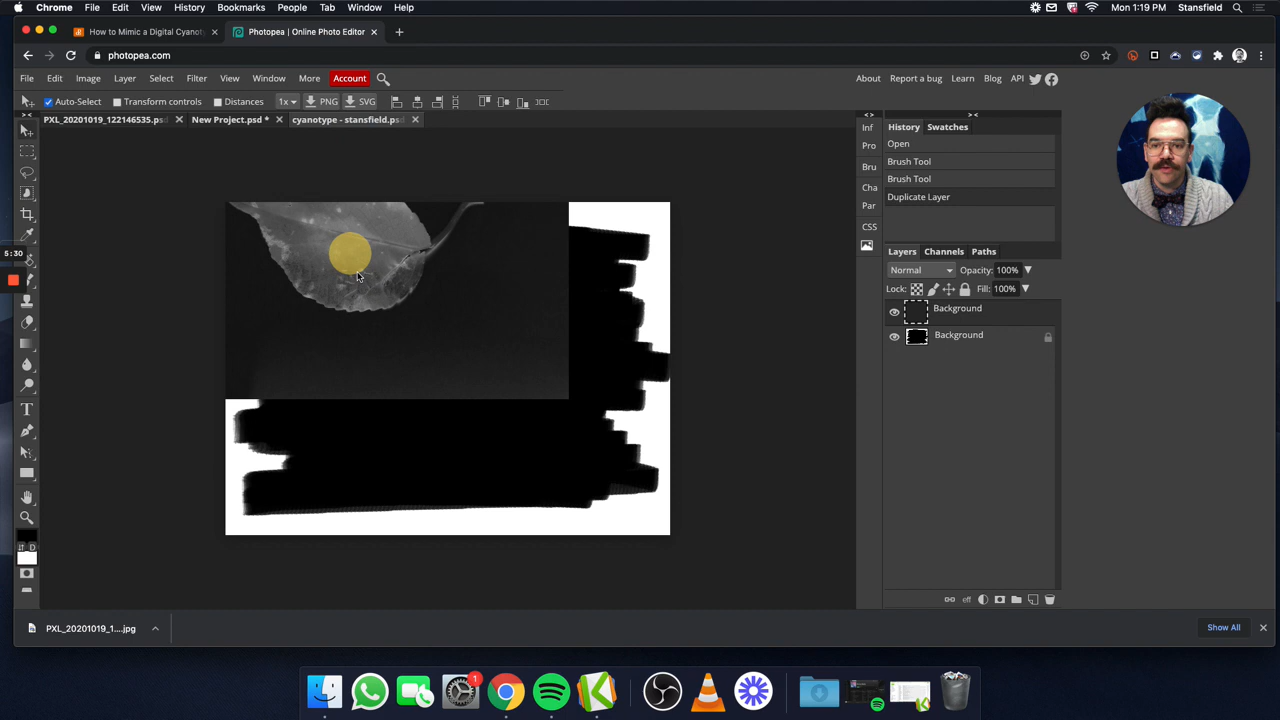 Chrome File Edit View History Bookmarks People Tab Window Help
Mon 1:19 PM Stansfield
How to Mimic a Digital Cyanot
Photopea | Online Photo Editor
photopea.com
File Edit Image Layer Select Filter View Window More Account
About Report a bug Learn Blog API
Auto-Select Transform controls Distances 1x PNG SVG
PXL_20201019_122146535.psd New Project.psd * cyanotype - stansfield.psd
Inf
Pro
Bru
Cha
Par
CSS
History Swatches
Open
Brush Tool
Brush Tool
Duplicate Layer
Layers Channels Paths
Normal Opacity: 100%
Lock: Fill: 100%
Background
Background
eff
5:30
T
D
PXL_20201019_1....jpg
Show All
1